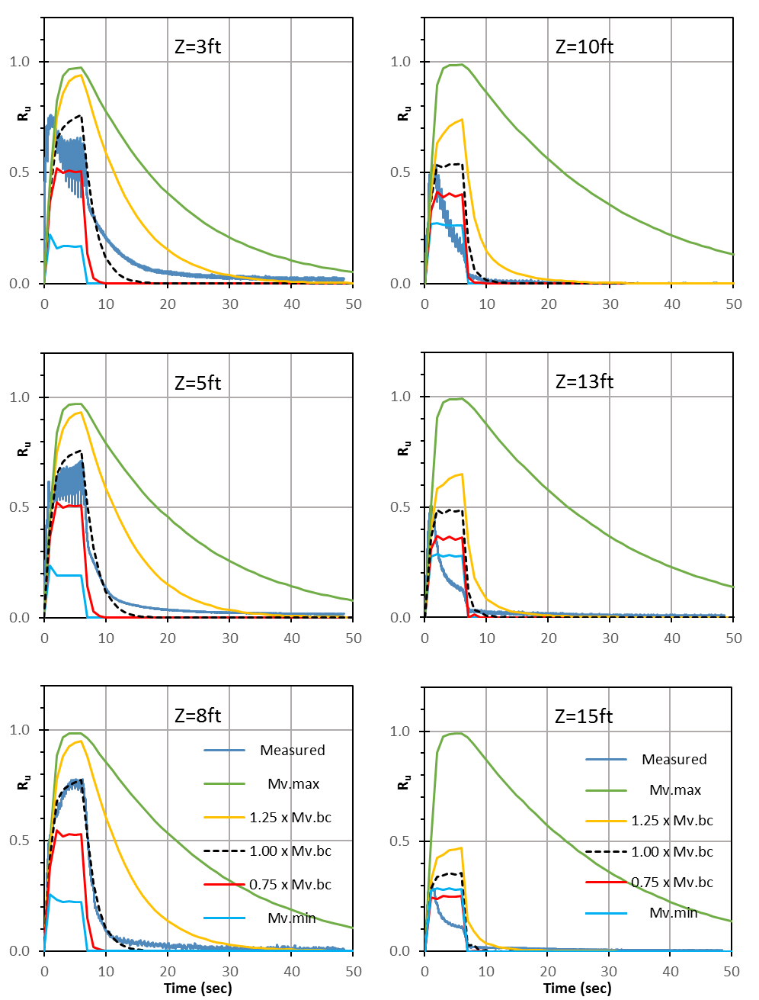 Z=3ft
1.0
Ru
0.5
0.0
0 10 20 30 40 50
Z=10ft
1.0
Ru
0.5
0.0
0 10 20 30 40 50
Z=5ft
1.0
Ru
0.5
0.0
0 10 20 30 40 50
Z=13ft
1.0
Ru
0.5
0.0
0 10 20 30 40 50
Z=8ft
1.0
Ru
0.5
0.0
Measured
Mv.max
1.25 x Mv.bc
1.00 x Mv.bc
0.75 x Mv.bc
Mv.min
0 10 20 30 40 50
Time (sec)
Z=15ft
1.0
Ru
0.5
0.0
Measured
Mv.max
1.25 x Mv.bc
1.00 x Mv.bc
0.75 x Mv.bc
Mv.min
0 10 20 30 40 50
Time (sec)